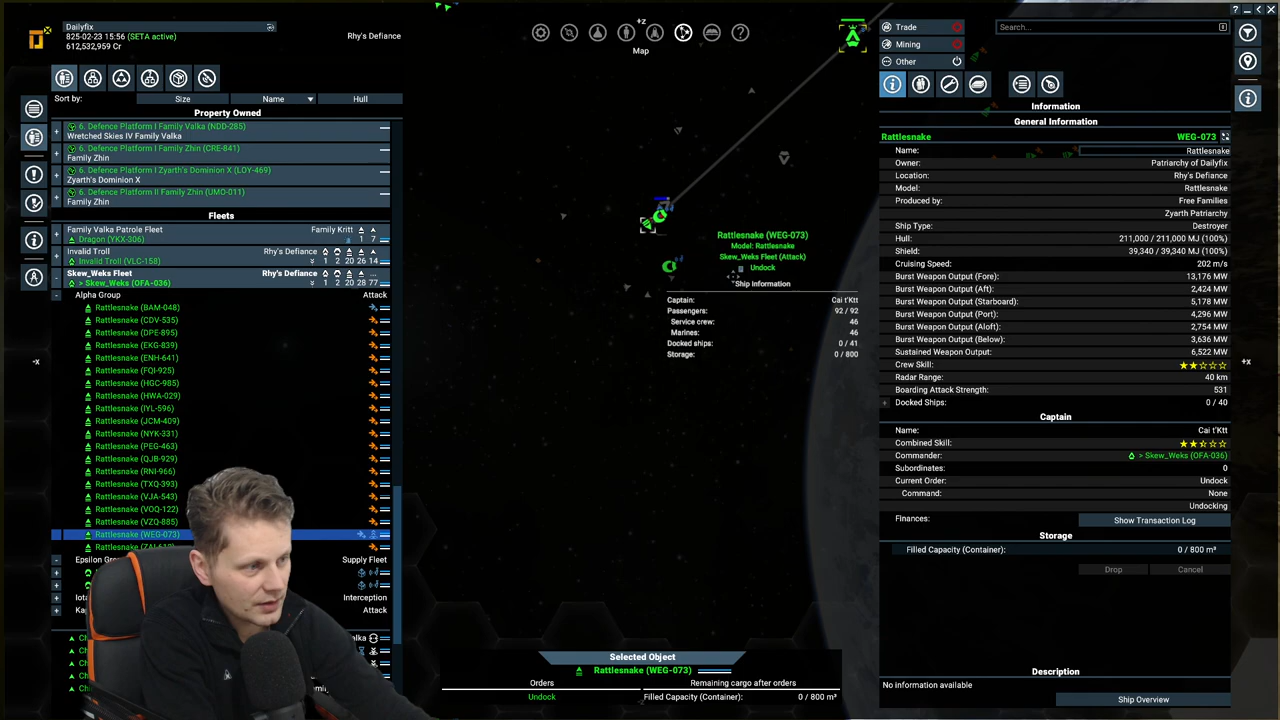 Dailyfix
825-02-23 15:56 (SETA active)
612,532,959 Cr
Rhy's Defiance
+z
Map
Sort by:
Size
Name
Hull
Property Owned
6. Defence Platform I Family Valka (NDD-285)
Wretched Skies IV Family Valka
6. Defence Platform I Family Zhin (CRE-841)
Family Zhin
6. Defence Platform I Zyarth's Dominion X (LOY-469)
Zyarth's Dominion X
6. Defence Platform II Family Zhin (UMO-011)
Family Zhin
Fleets
Family Valka Patrole Fleet
Family Kritt
Dragon (YKX-306)
1 7
Invalid Troll
Rhy's Defiance
Invalid Troll (VLC-158)
1 2 20 26 14
Skew_Weks Fleet
Rhy's Defiance
...
> Skew_Weks (OFA-036)
1 2 20 28 77
Alpha Group
Attack
Rattlesnake (BAM-048)
Rattlesnake (CDV-535)
Rattlesnake (DPE-895)
Rattlesnake (EKG-839)
Rattlesnake (ENH-641)
Rattlesnake (FQI-925)
Rattlesnake (HGC-985)
Rattlesnake (HWA-029)
Rattlesnake (IYL-596)
Rattlesnake (JCM-409)
Rattlesnake (NYK-331)
Rattlesnake (PEG-463)
Rattlesnake (QJB-929)
Rattlesnake (RNI-966)
Rattlesnake (TXQ-393)
Rattlesnake (VJA-543)
Rattlesnake (VOQ-122)
Rattlesnake (VZQ-885)
Rattlesnake (WEG-073)
Rattlesnake
Epsilon
Supply Fleet
Interception
Attack
-x
+x
Rattlesnake (WEG-073)
Model: Rattlesnake
Skew_Weks Fleet (Attack)
Undock
Ship Information
Captain: Cai t'Ktt
Passengers: 92 / 92
Service crew: 46
Marines: 46
Docked ships: 0 / 41
Storage: 0 / 800
Selected Object
Rattlesnake (WEG-073)
Orders
Remaining cargo after orders
Undock
Filled Capacity (Container): 0 / 800 m³
Trade
Mining
Other
Search...
Information
General Information
Rattlesnake WEG-073
Name: Rattlesnake
Owner: Patriarchy of Dailyfix
Location: Rhy's Defiance
Model: Rattlesnake
Produced by: Free Families
Zyarth Patriarchy
Ship Type: Destroyer
Hull: 211,000 / 211,000 MJ (100%)
Shield: 39,340 / 39,340 MJ (100%)
Cruising Speed: 202 m/s
Burst Weapon Output (Fore): 13,176 MW
Burst Weapon Output (Aft): 2,424 MW
Burst Weapon Output (Starboard): 5,178 MW
Burst Weapon Output (Port): 4,296 MW
Burst Weapon Output (Aloft): 2,754 MW
Burst Weapon Output (Below): 3,636 MW
Sustained Weapon Output: 6,522 MW
Crew Skill:
Radar Range: 40 km
Boarding Attack Strength: 531
Docked Ships: 0 / 40
Captain
Name: Cai t'Ktt
Combined Skill:
Commander: > Skew_Weks (OFA-036)
Subordinates: 0
Current Order: Undock
Command: None
Undocking
Finances: Show Transaction Log
Storage
Filled Capacity (Container): 0 / 800 m³
Drop
Cancel
Description
No information available
Ship Overview